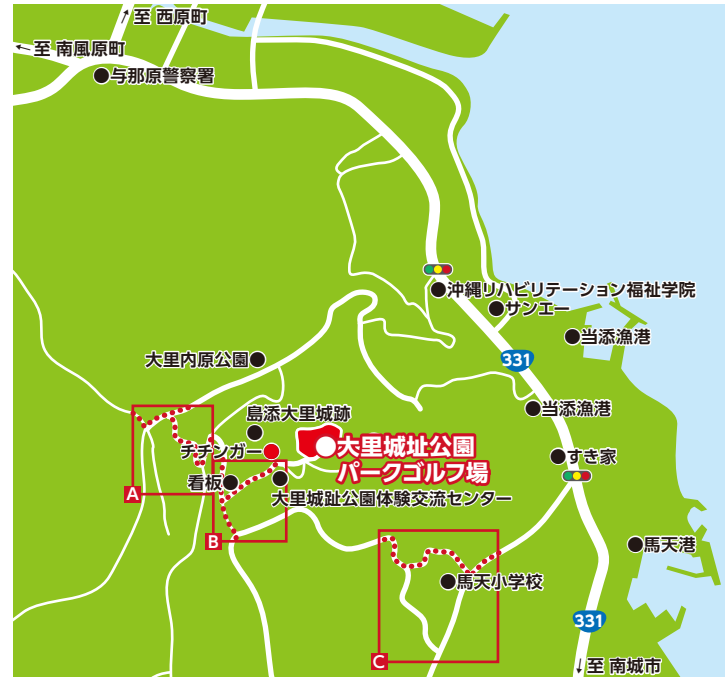 至 西原町
至 南風原町
与那原警察署
沖縄リハビリテーション福祉学院
サンエー
当添漁港
331
大里内原公園
当添漁港
島添大里城跡
大里城址公園
パークゴルフ場
チチンガー
すき家
看板
大里城趾公園体験交流センター
A
B
馬天港
馬天小学校
331
C
至 南城市